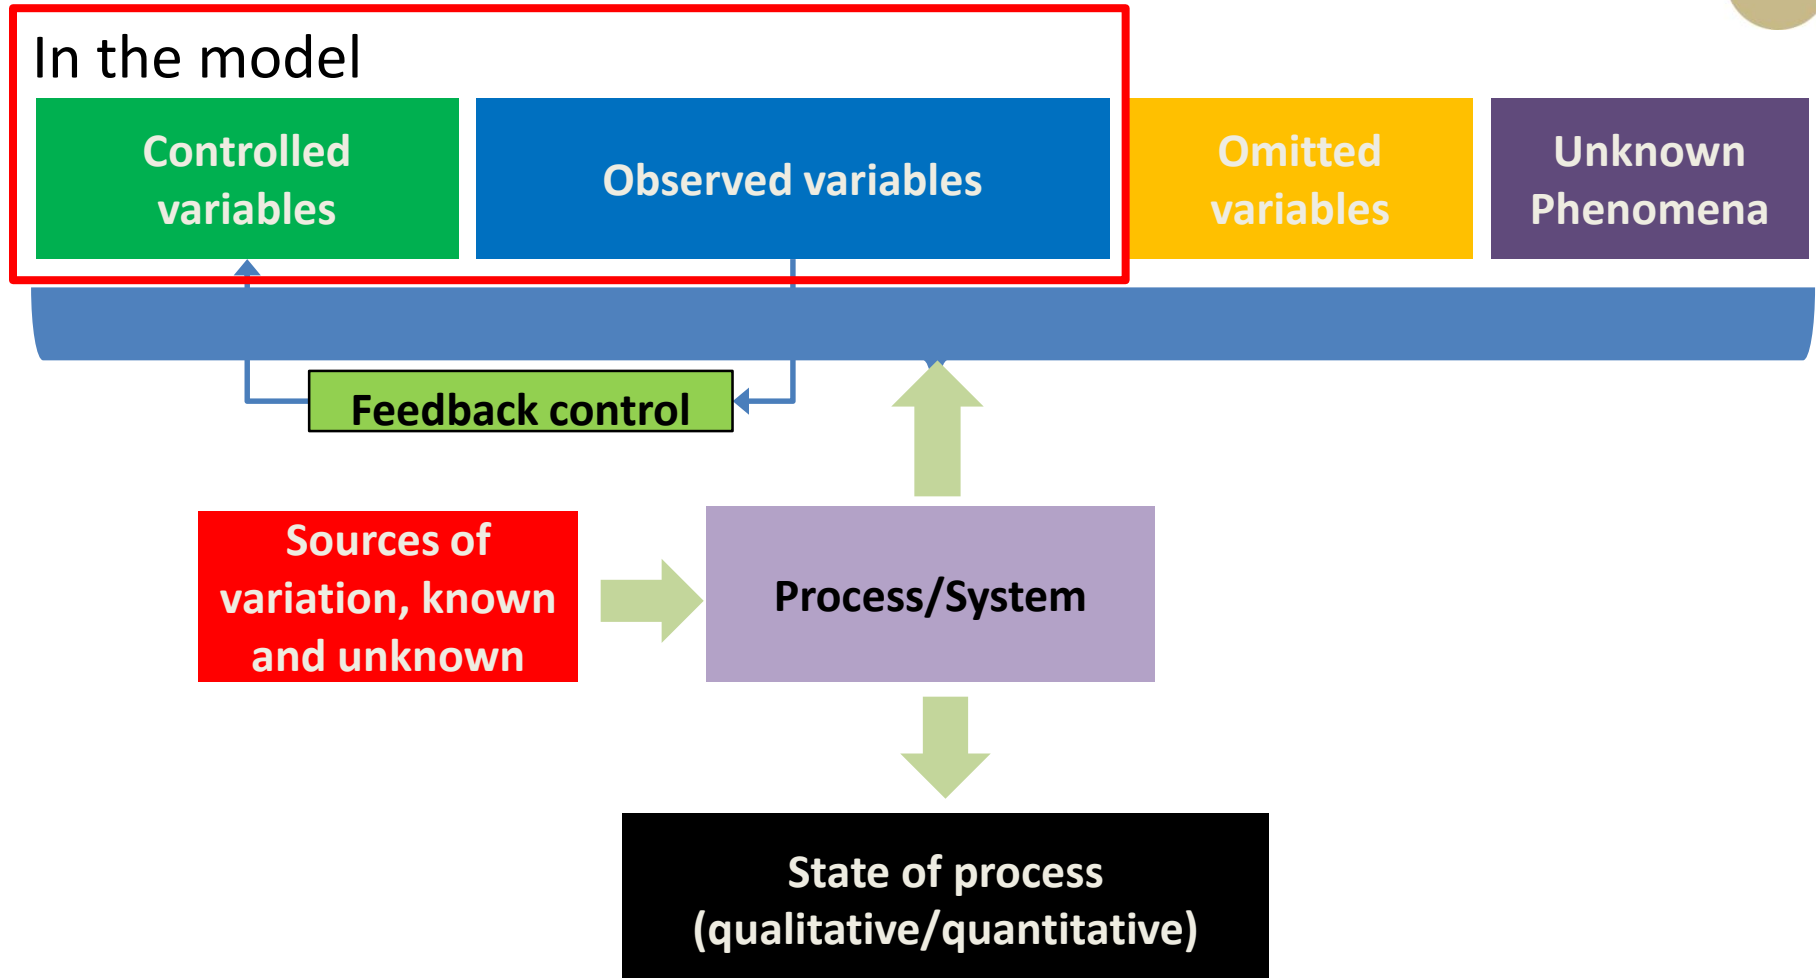 In the model
Controlled
variables
Observed variables
Omitted
variables
Unknown
Phenomena
Feedback control
Sources of
variation, known
and unknown
Process/System
State of process
(qualitative/quantitative)